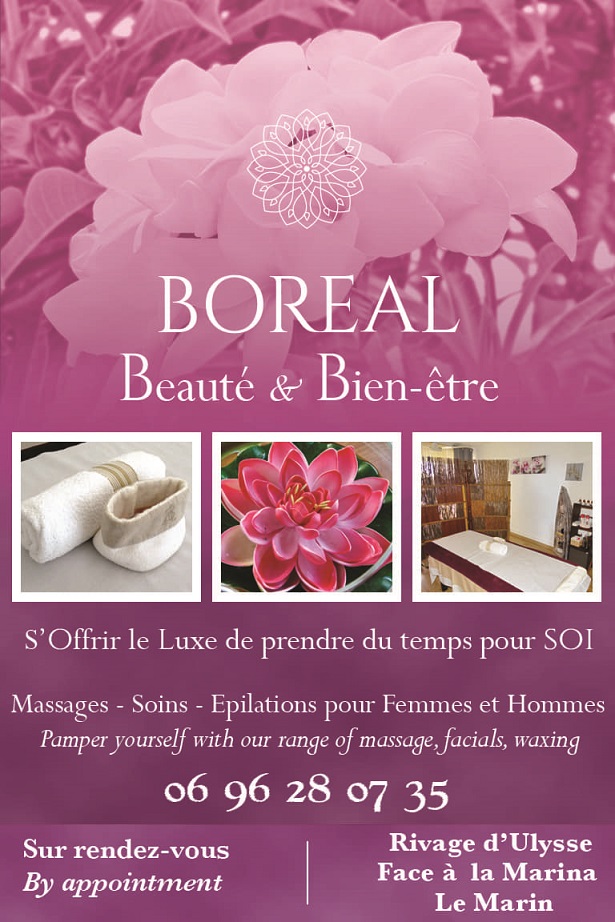 BOREAL
Beauté & Bien-être
S'Offrir le Luxe de prendre du temps pour SOI
Massages - Soins - Epilations pour Femmes et Hommes
Pamper yourself with our range of massage, facials, waxing
06 96 28 07 35
Sur rendez-vous
By appointment
Rivage d'Ulysse
Face à la Marina
Le Marin